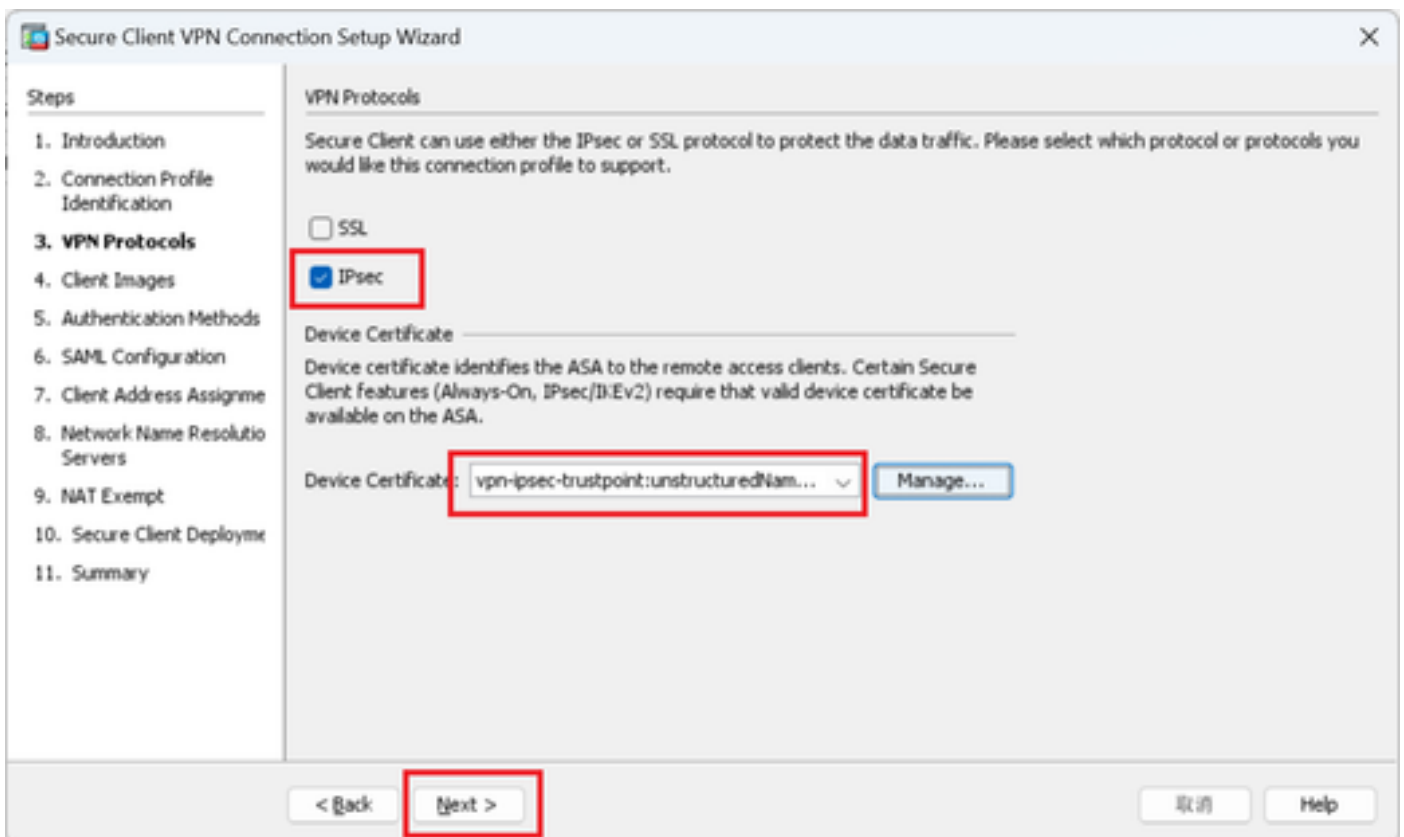 Secure Client VPN Connection Setup Wizard
Steps
1. Introduction
2. Connection Profile
Identification
3. VPN Protocols
4. Client Images
5. Authentication Methods
6. SAML Configuration
7. Client Address Assignme
8. Network Name Resolutio
Servers
9. NAT Exempt
10. Secure Client Deployme
11. Summary
VPN Protocols
Secure Client can use either the IPsec or SSL protocol to protect the data traffic. Please select which protocol or protocols you
would like this connection profile to support.
SSL
IPsec
Device Certificate
Device certificate identifies the ASA to the remote access clients. Certain Secure
Client features (Always-On, IPsec/IKEv2) require that valid device certificate be
available on the ASA.
Device Certificate: vpn-ipsec-trustpoint:unstructuredNam... Manage...
< Back Next > 取消 Help